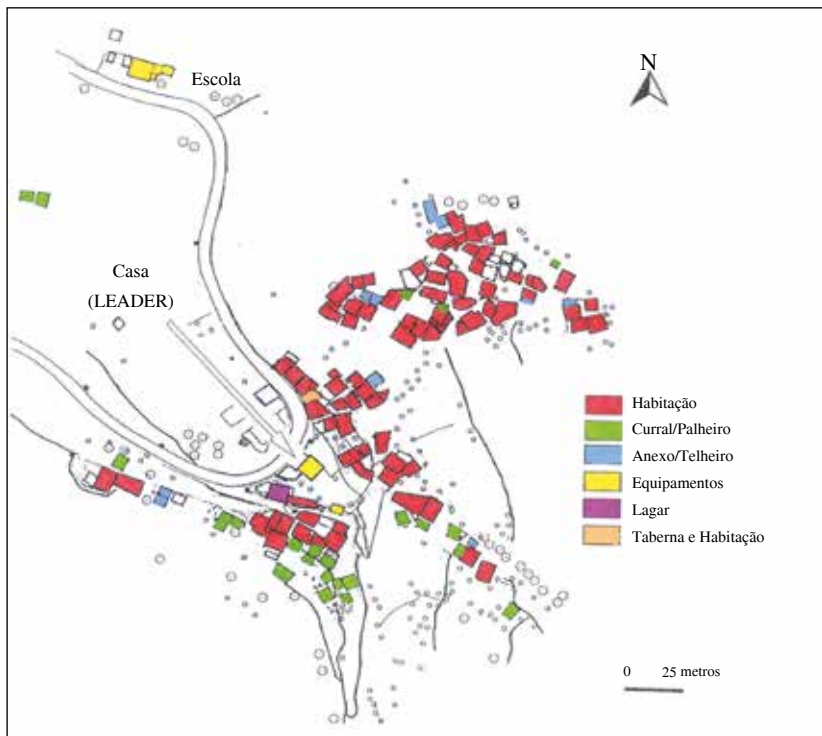 Escola
N
Casa
(LEADER)
Habitação
Curral/Palheiro
Anexo/Telheiro
Equipamentos
Lagar
Taberna e Habitação
0 25 metros